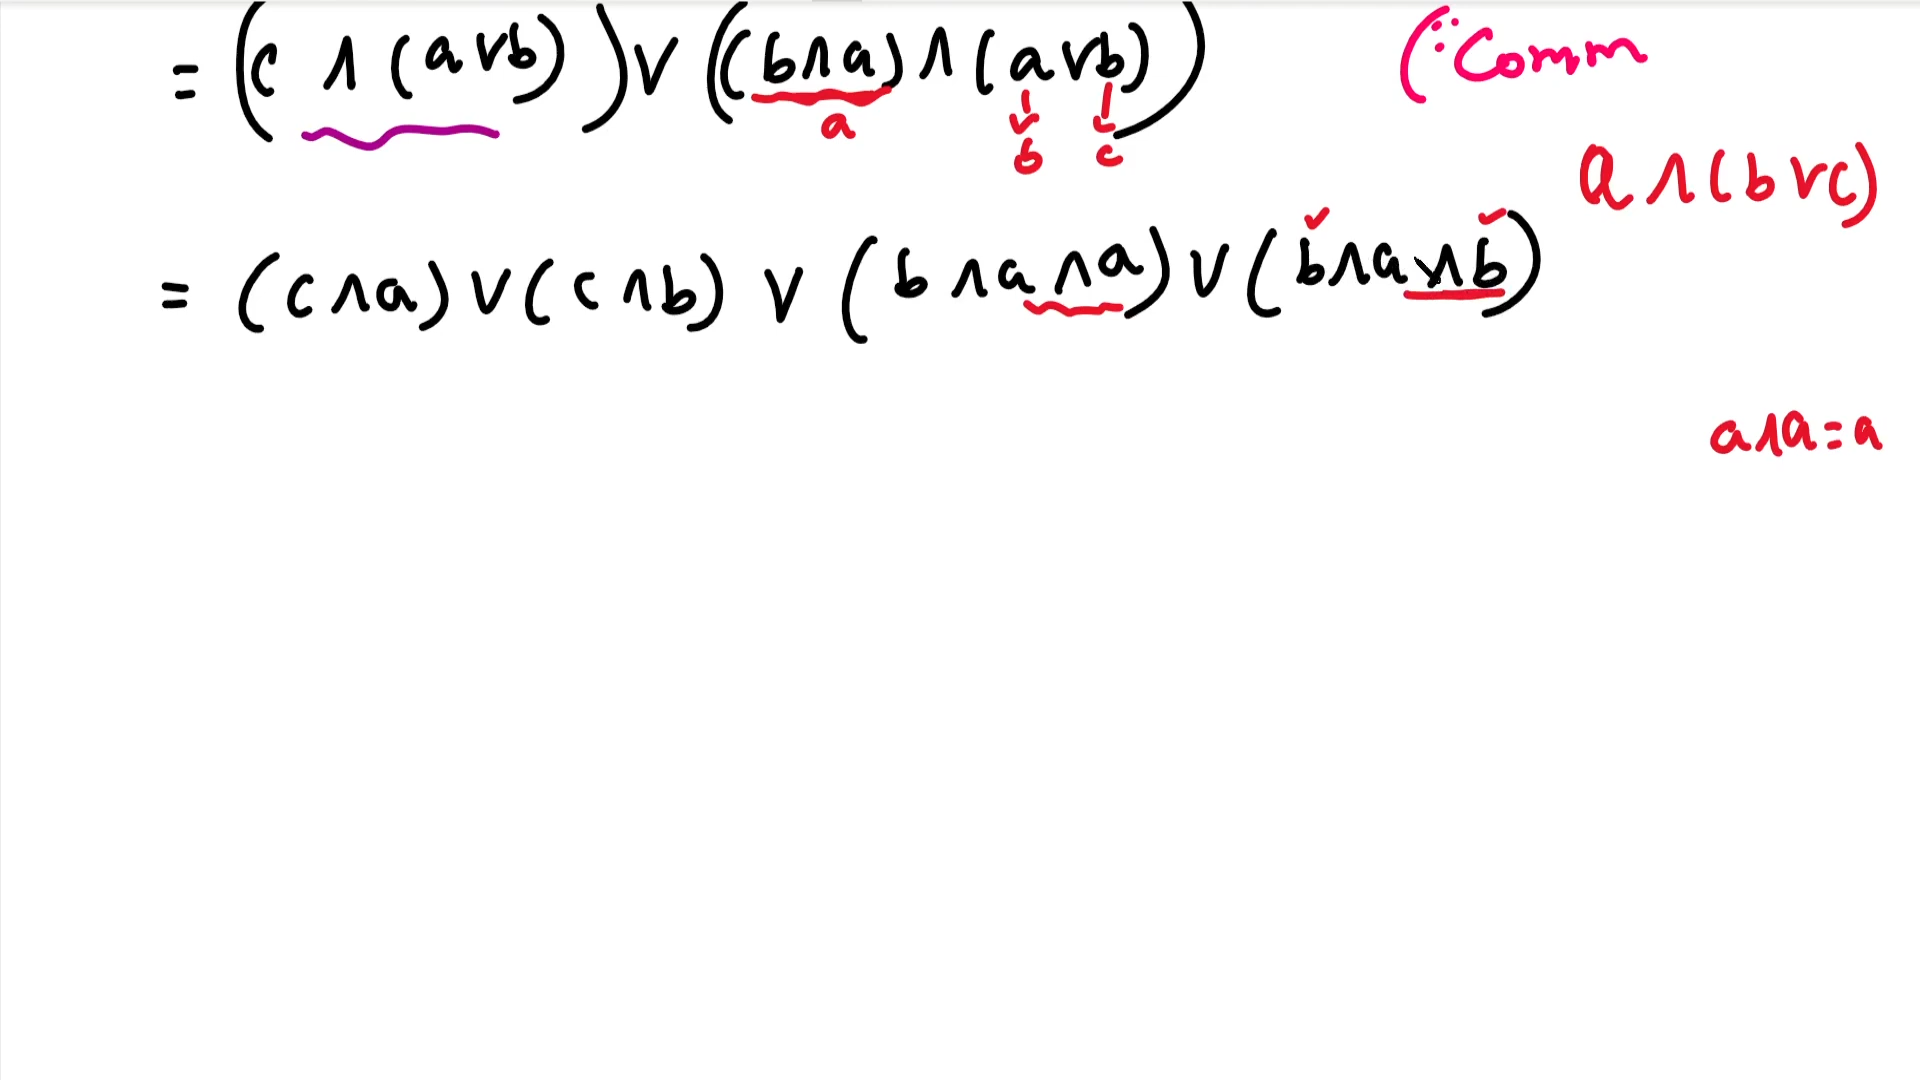 = (c ∧ (a ∨ b)) ∨ ((b ∧ a) ∧ (a ∨ b)) (∵ Comm
a b c
a ∧ (b ∨ c)
= (c ∧ a) ∨ (c ∧ b) ∨ (b ∧ a ∧ a) ∨ (b ∧ a ∧ b)
a ∧ a = a